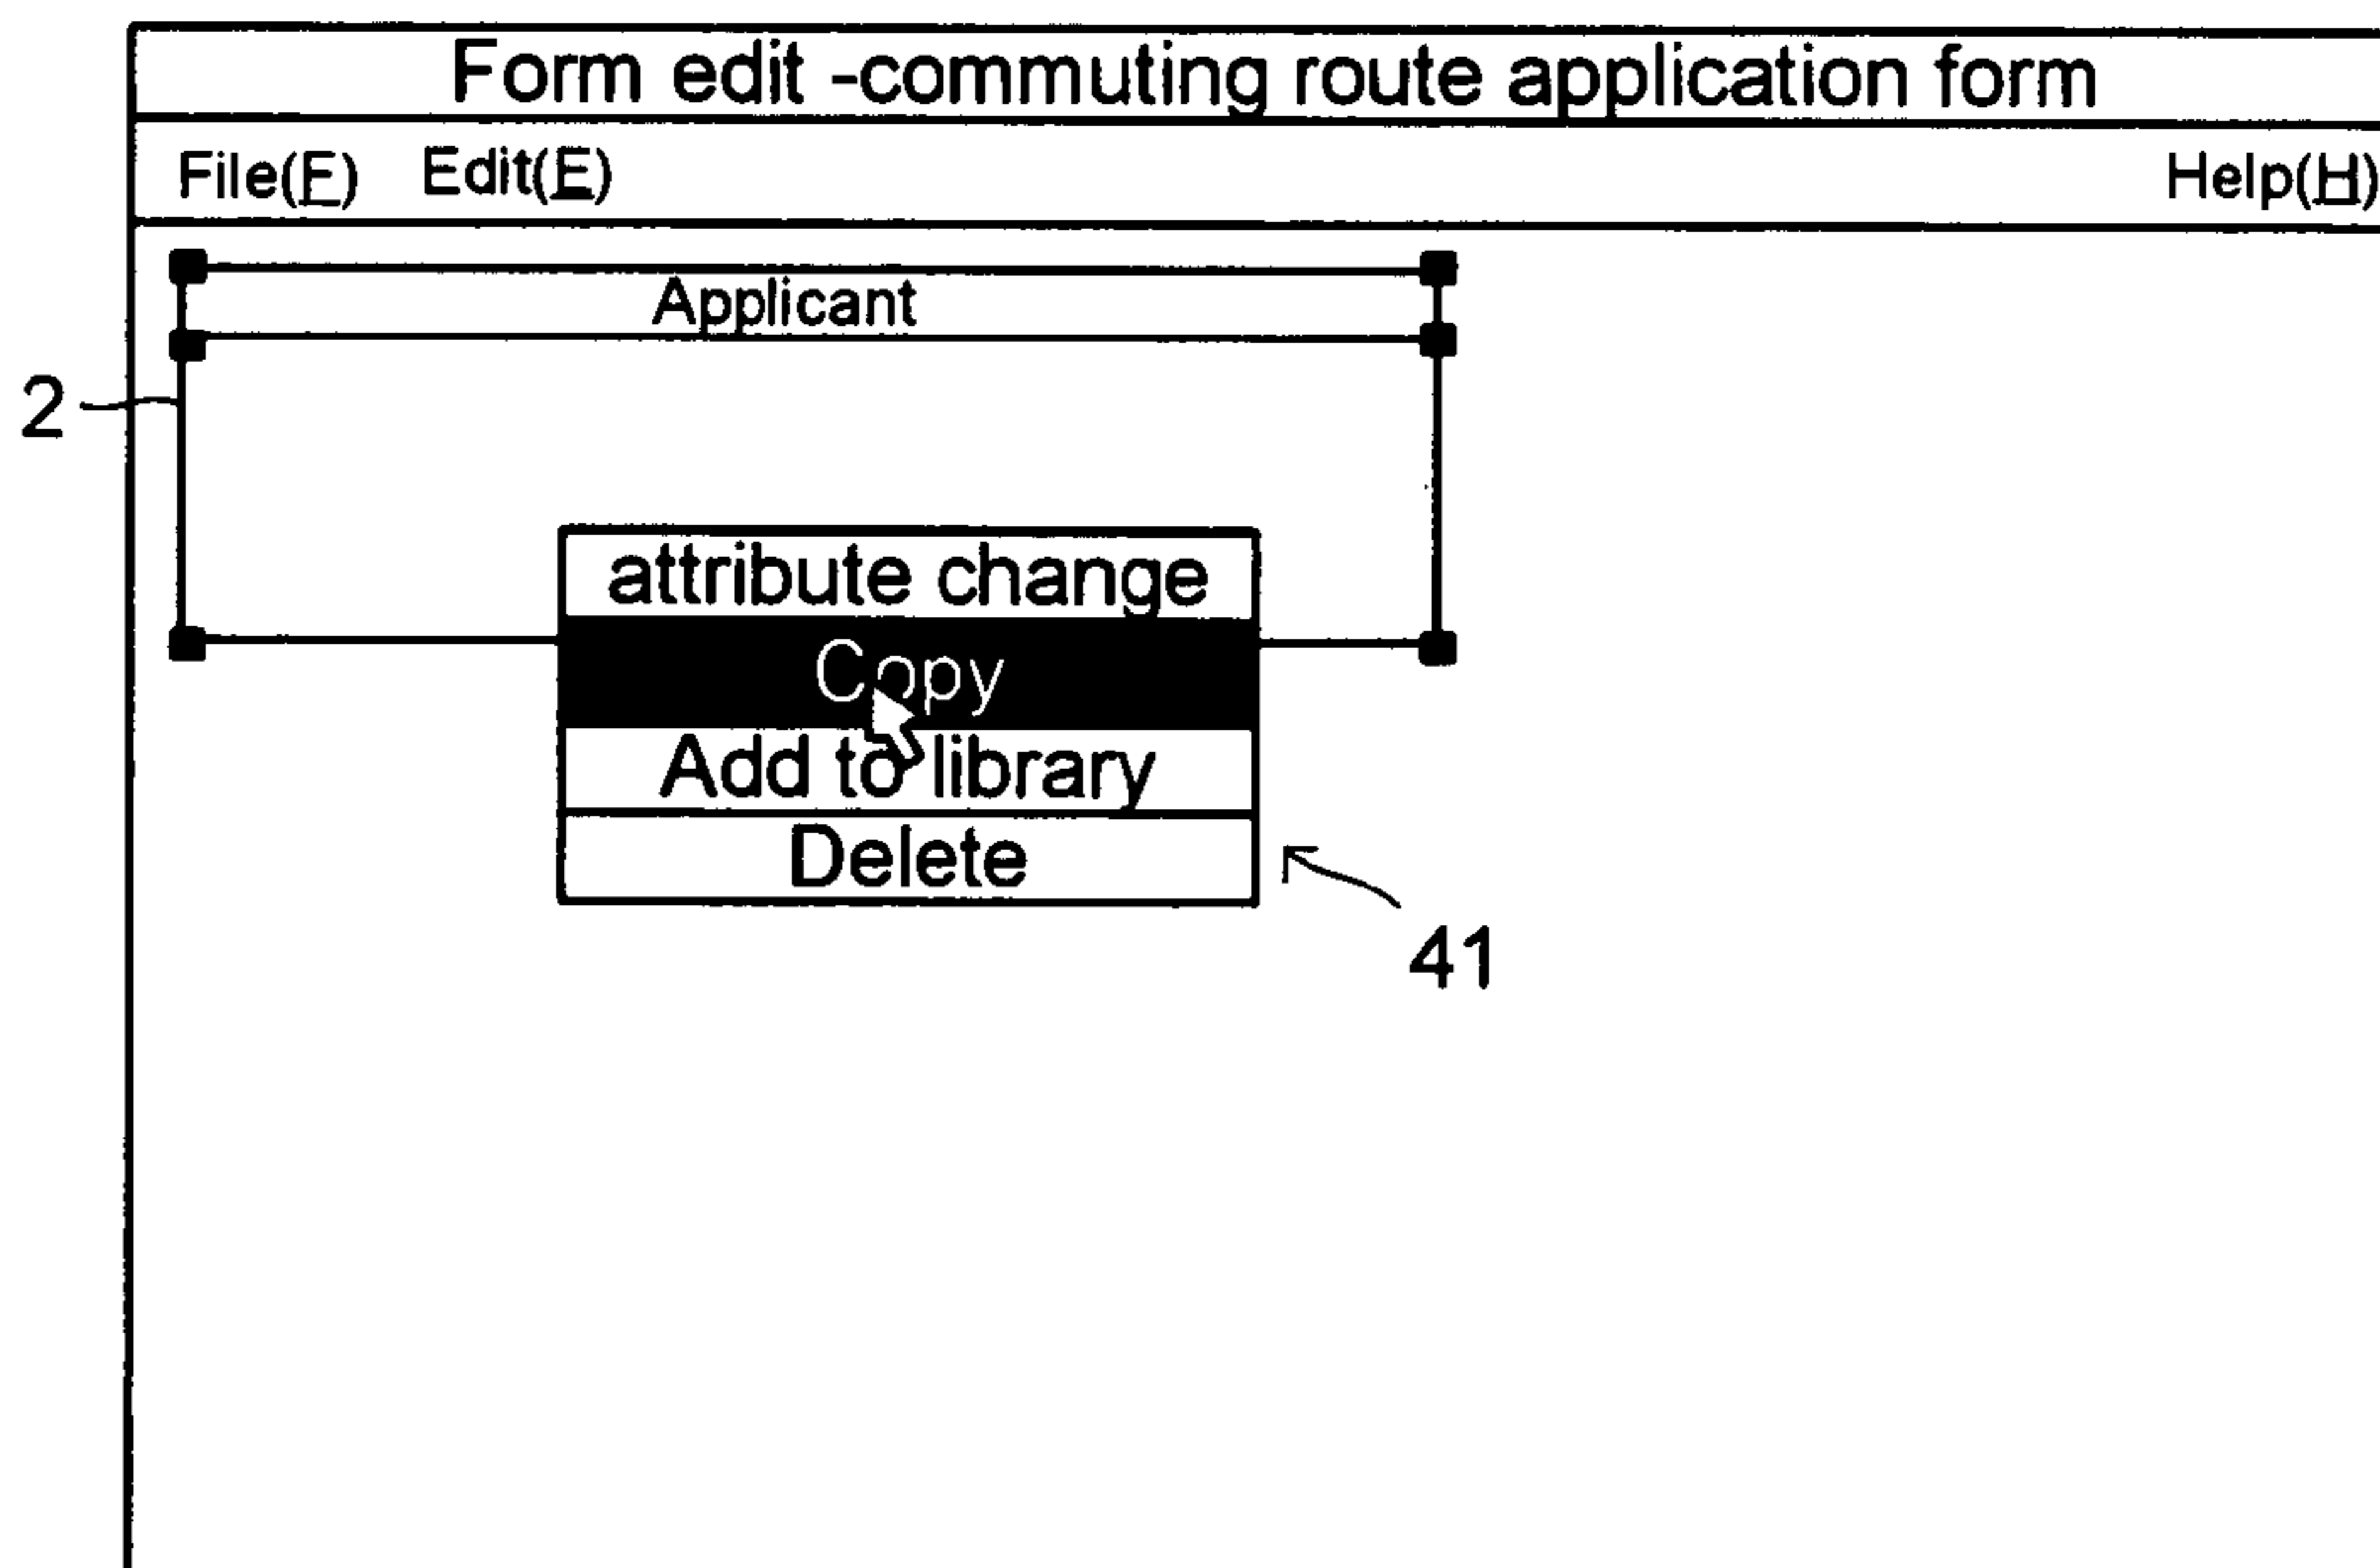 Form edit -commuting route application form
File(F) Edit(E) Help(H)
Applicant
2
attribute change
Copy
Add to library
Delete
41